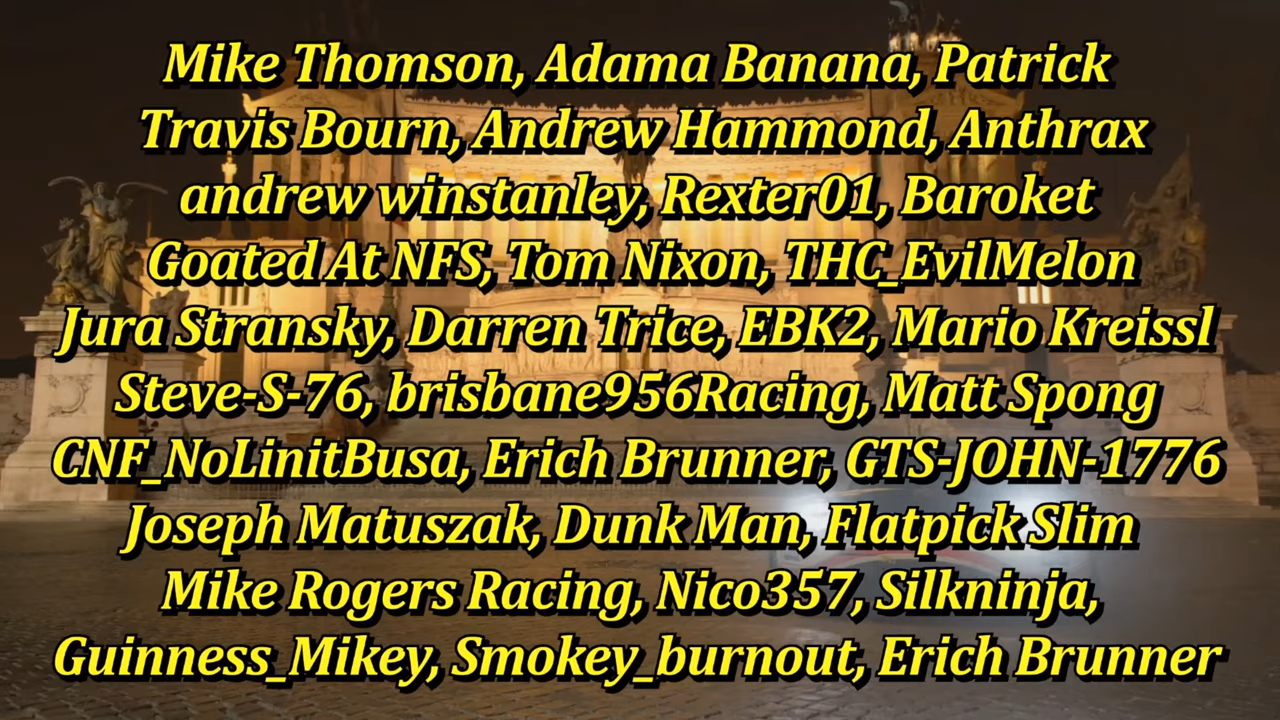 Mike Thomson, Adama Banana, Patrick
Travis Bourn, Andrew Hammond, Anthrax
andrew winstanley, Rexter01, Baroket
Goated At NFS, Tom Nixon, THC_EvilMelon
Jura Stransky, Darren Trice, EBK2, Mario Kreissl
Steve-S-76, brisbane956Racing, Matt Spong
CNF_NoLinitBusa, Erich Brunner, GTS-JOHN-1776
Joseph Matuszak, Dunk Man, Flatpick Slim
Mike Rogers Racing, Nico357, Silkninja,
Guinness_Mikey, Smokey_burnout, Erich Brunner